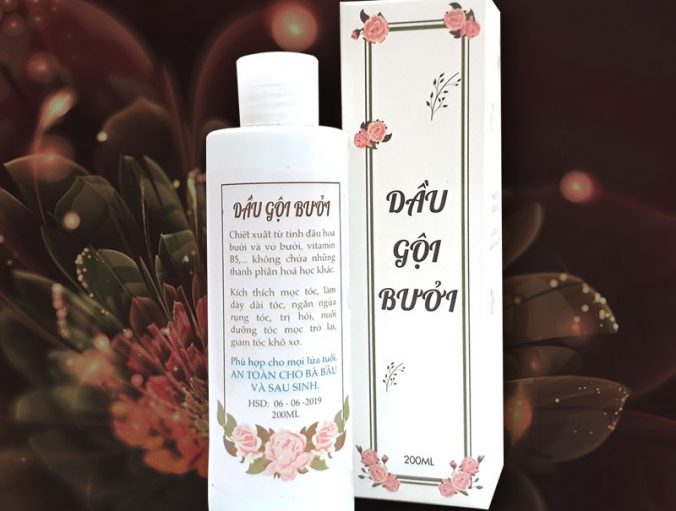 DẦU GỘI BƯỞI
Chiết xuất từ tinh dầu hoa
bưởi và vỏ bưởi, vitamin
B5,... không chứa những
thành phần hoá học khác.
Kích thích mọc tóc, làm
dày dài tóc, ngăn ngừa
rụng tóc, trị hói, nuôi
dưỡng tóc mọc trở lại,
giảm tóc khô xơ.
Phù hợp cho mọi lứa tuổi.
AN TOÀN CHO BÀ BẦU
VÀ SAU SINH.
HSD: 06 - 06 -2019
200ML
DẦU
GỘI
BƯỞI
200ML